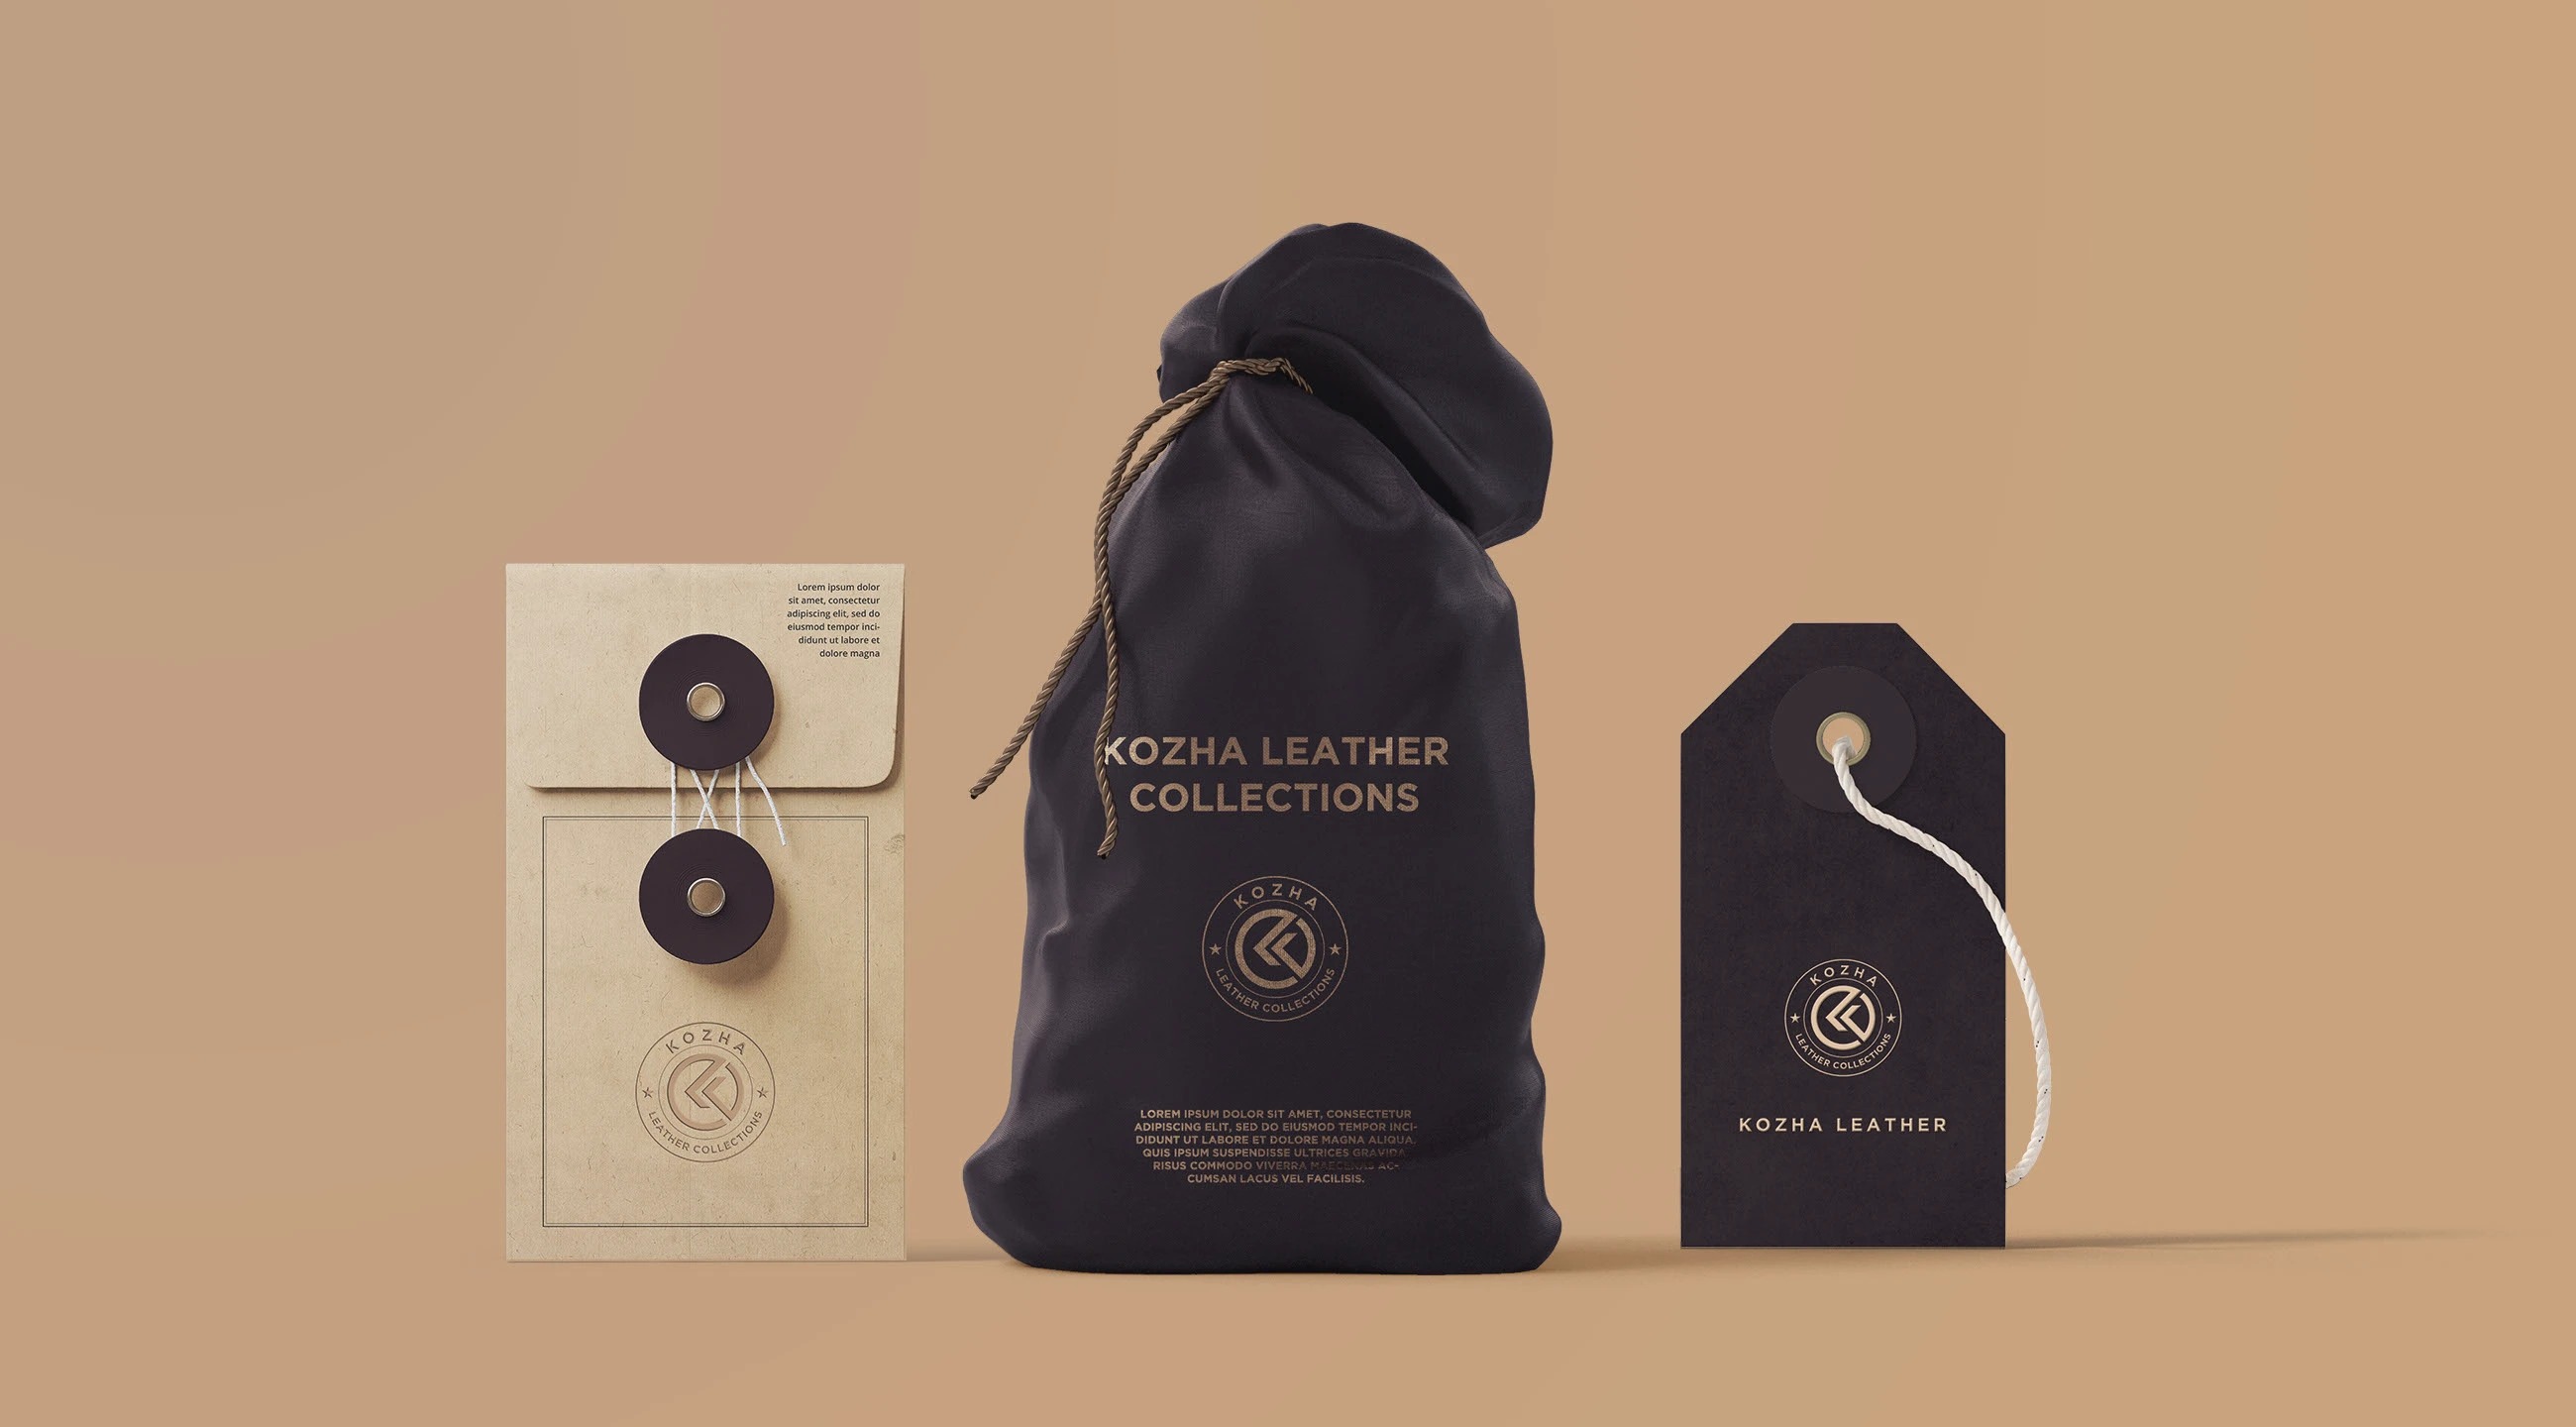 Lorem ipsum dolor
sit amet, consectetur
adipiscing elit, sed do
eiusmod tempor inci-
didunt ut labore et
dolore magna
KOZHA
LEATHER COLLECTIONS
KOZHA LEATHER
COLLECTIONS
KOZHA
LEATHER COLLECTIONS
LOREM IPSUM DOLOR SIT AMET, CONSECTETUR
ADIPISCING ELIT, SED DO EIUSMOD TEMPOR INCI-
DIDUNT UT LABORE ET DOLORE MAGNA ALIQUA.
QUIS IPSUM SUSPENDISSE ULTRICES GRAVIDA
RISUS COMMODO VIVERRA MAECENAS AC-
CUMSAN LACUS VEL FACILISIS.
KOZHA
LEATHER COLLECTIONS
KOZHA LEATHER